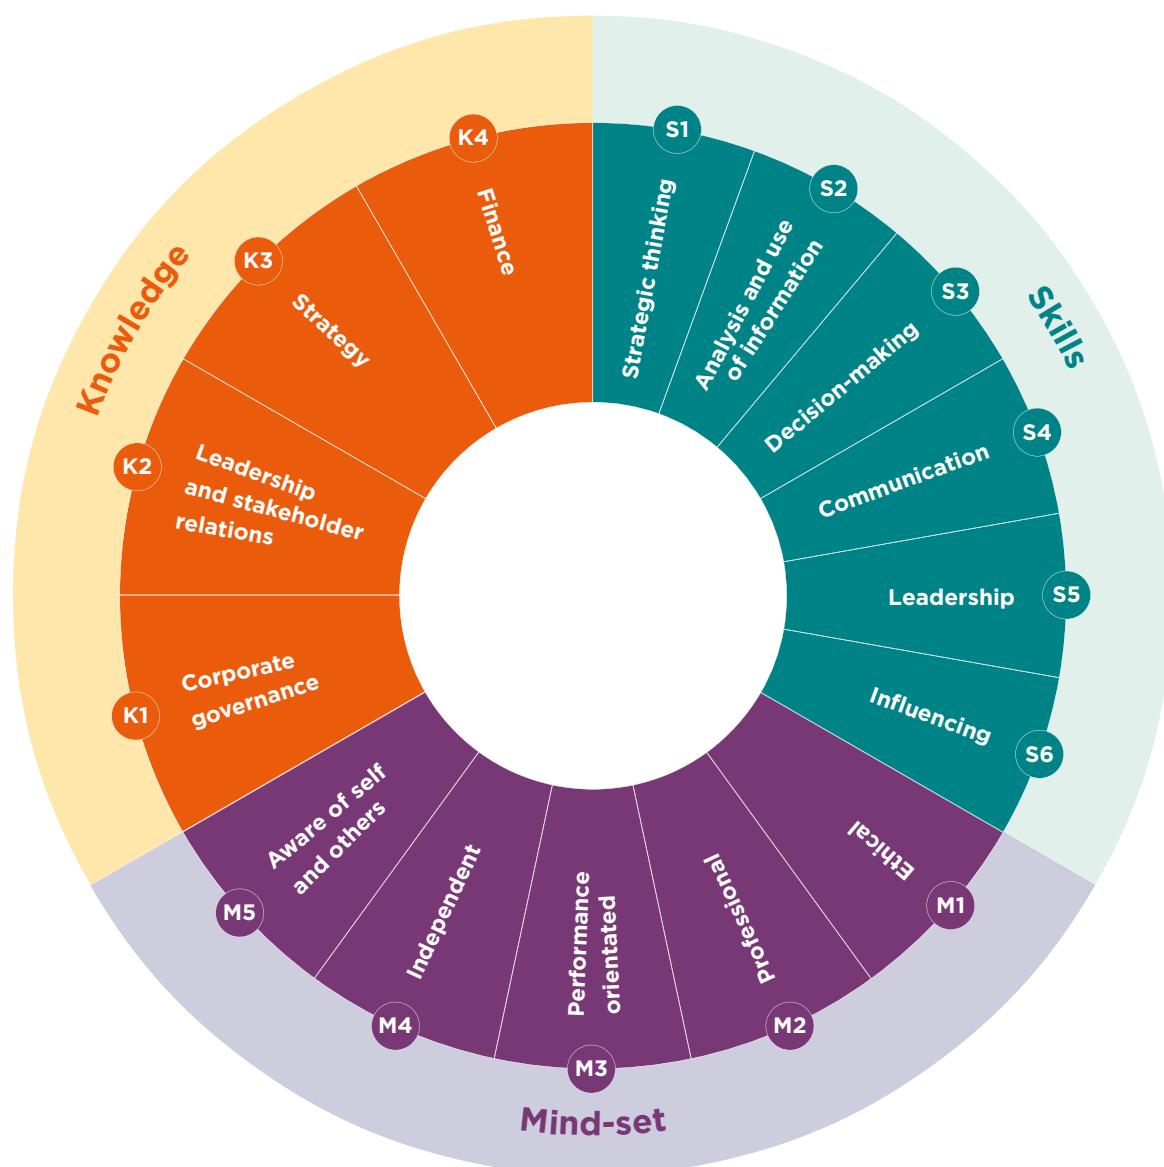 Knowledge
K1
Corporate
governance
K2
Leadership
and stakeholder
relations
K3
Strategy
K4
Finance
Skills
S1
Strategic thinking
S2
Analysis and use
of information
S3
Decision-making
S4
Communication
S5
Leadership
S6
Influencing
Mind-set
M1
Ethical
M2
Professional
M3
Performance
orientated
M4
Independent
M5
Aware of self
and others